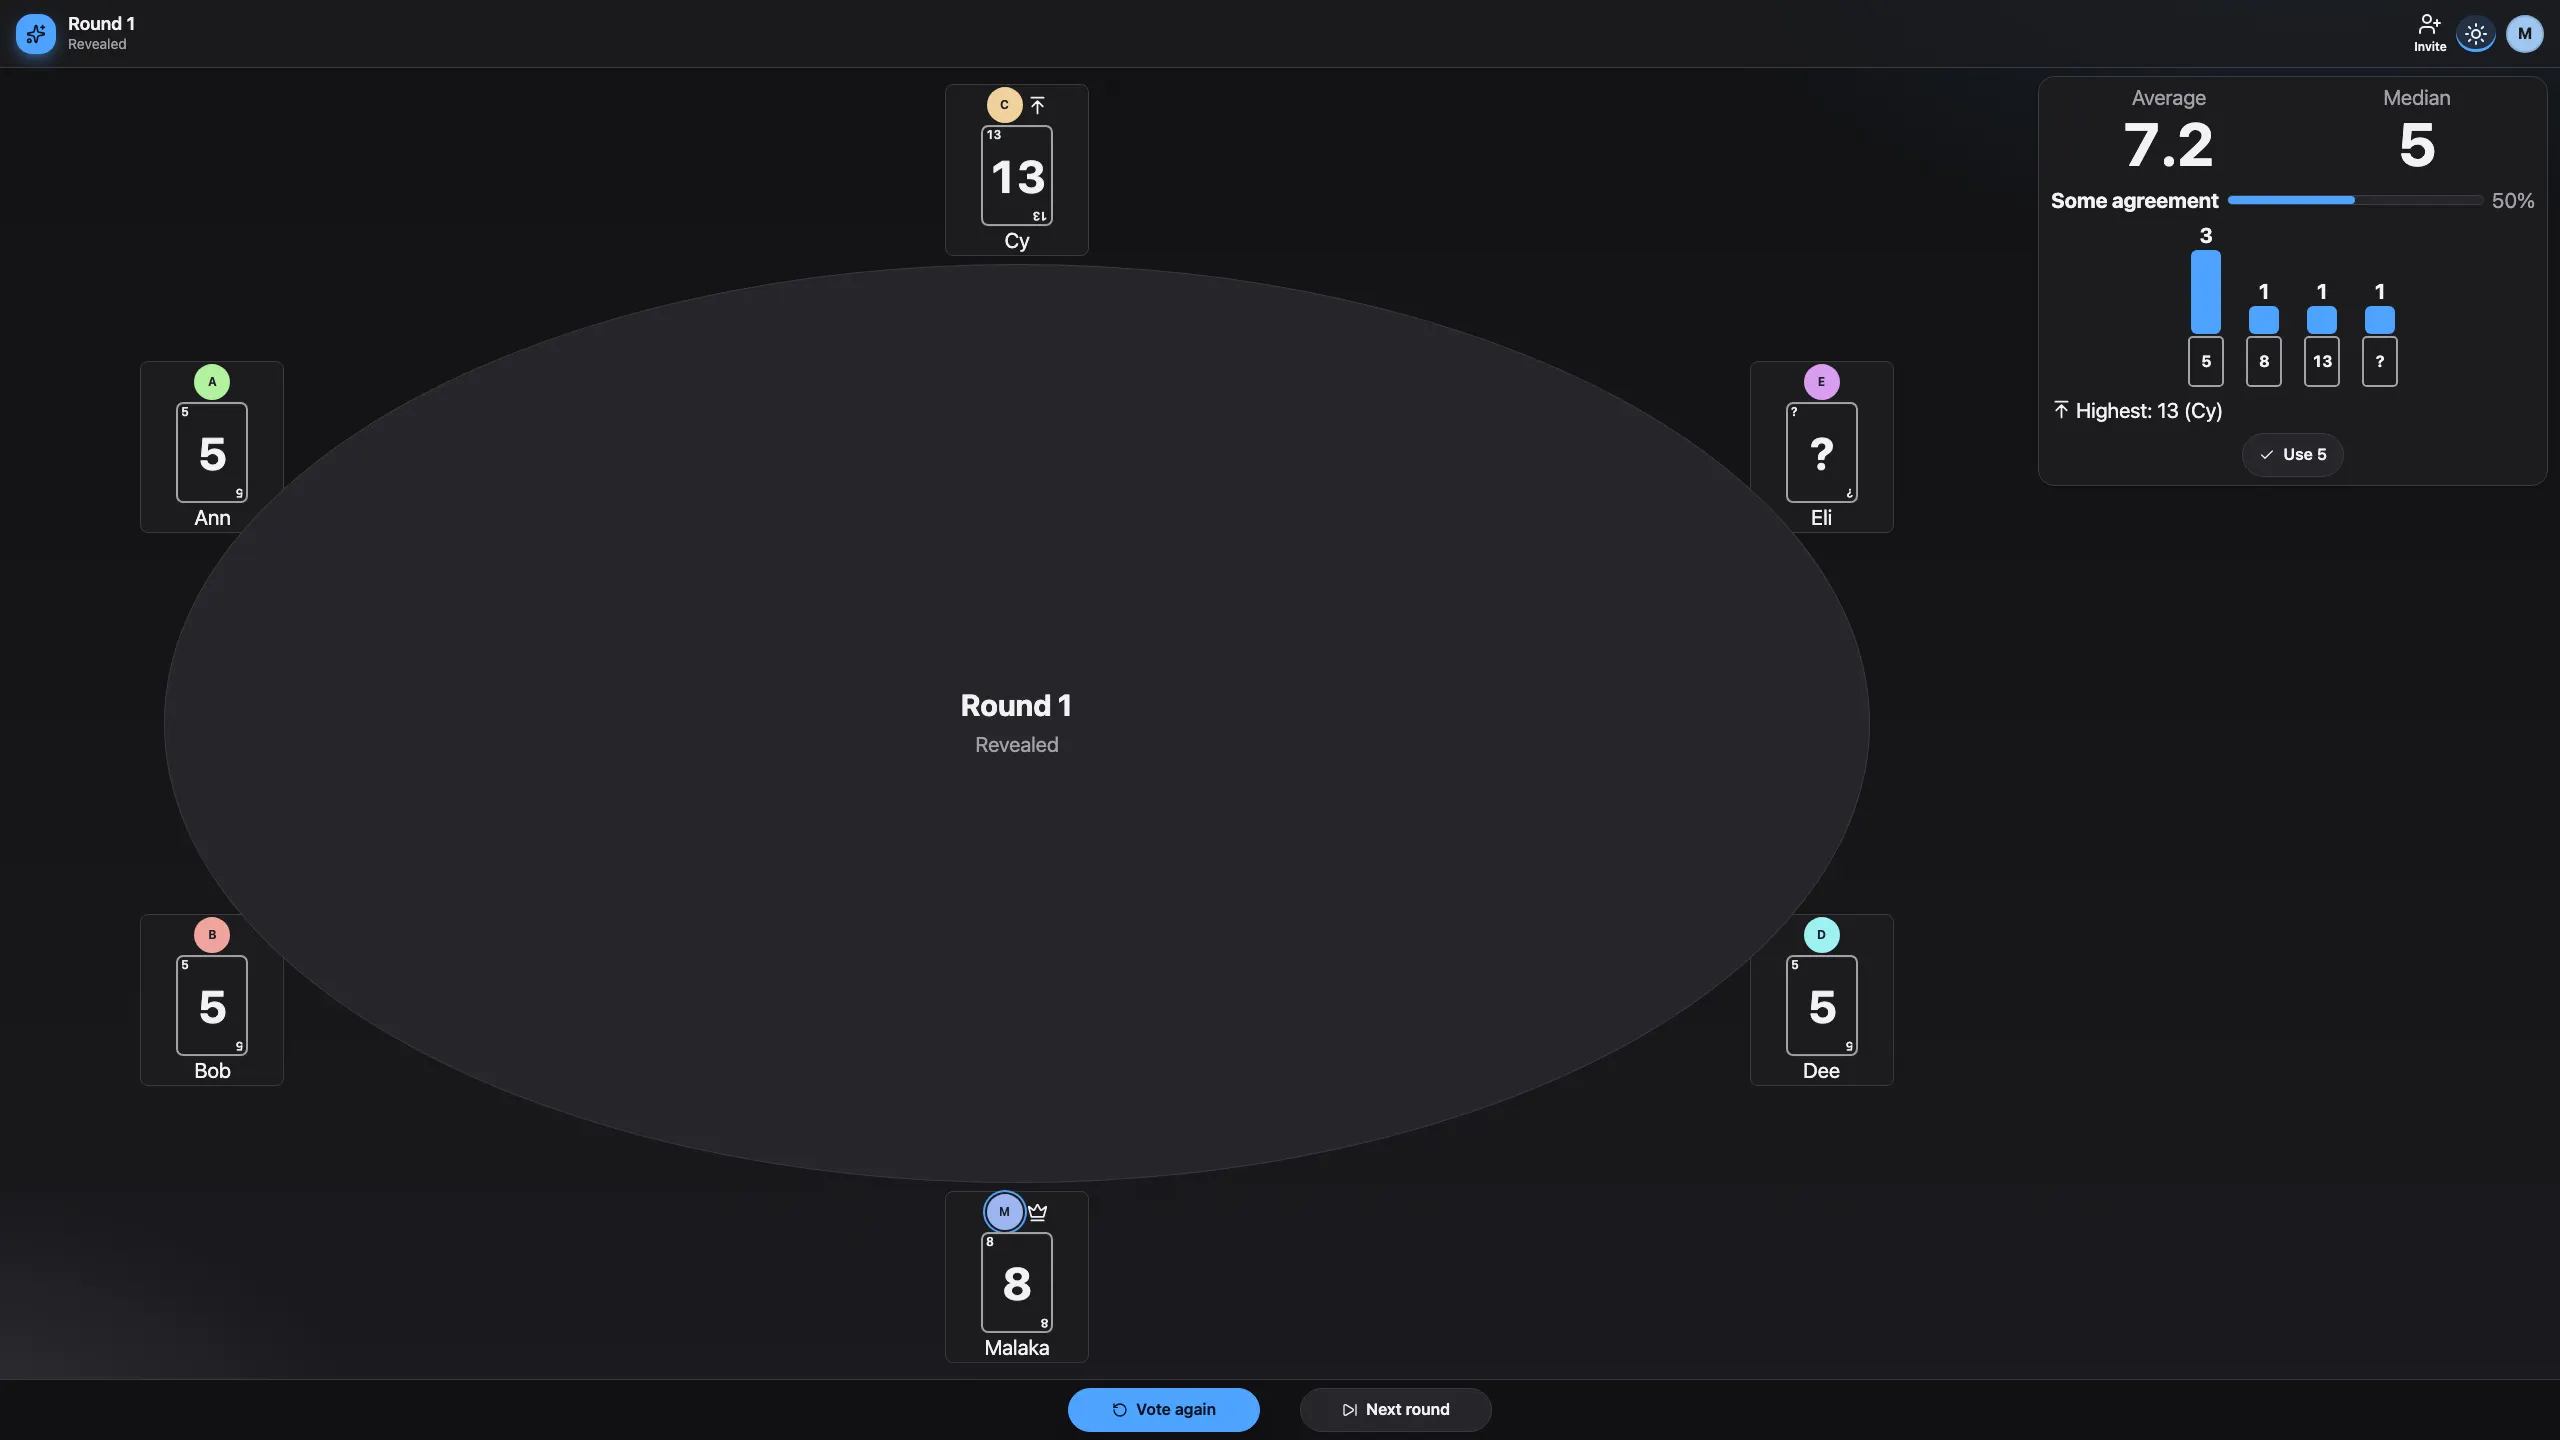 Round 1
Revealed
Invite
M
C
13
13
13
Cy
Average
7.2
Median
5
Some agreement
50%
3
1
1
1
5
8
13
?
Highest: 13 (Cy)
Use 5
A
5
5
5
Ann
E
?
?
?
Eli
Round 1
Revealed
B
5
5
5
Bob
D
5
5
5
Dee
M
8
8
8
Malaka
Vote again
Next round